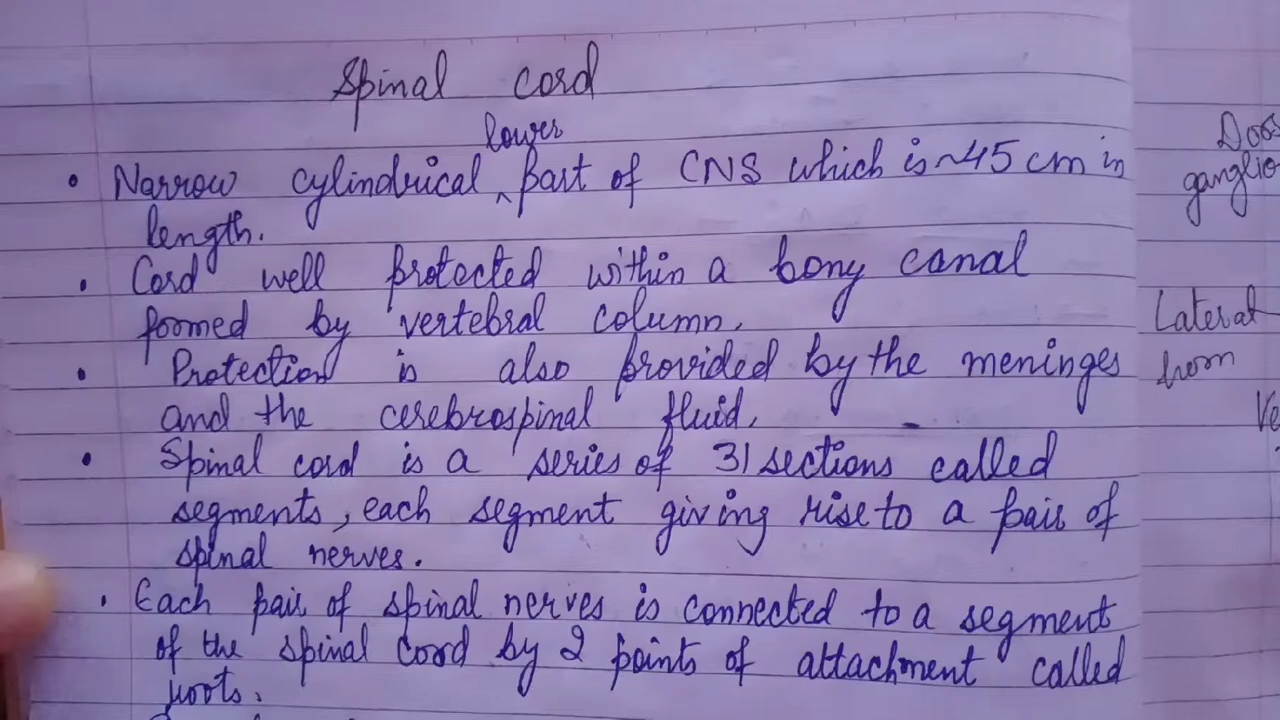 Spinal cord
lower
• Narrow cylindrical ^ part of CNS which is ~45 cm in
length.
• Cord well protected within a bony canal
formed by vertebral column.
• Protection is also provided by the meninges
and the cerebrospinal fluid.
• Spinal cord is a series of 31 sections called
segments, each segment giving rise to a pair of
spinal nerves.
• Each pair of spinal nerves is connected to a segment
of the spinal cord by 2 points of attachment called
roots.
Lateral
horn